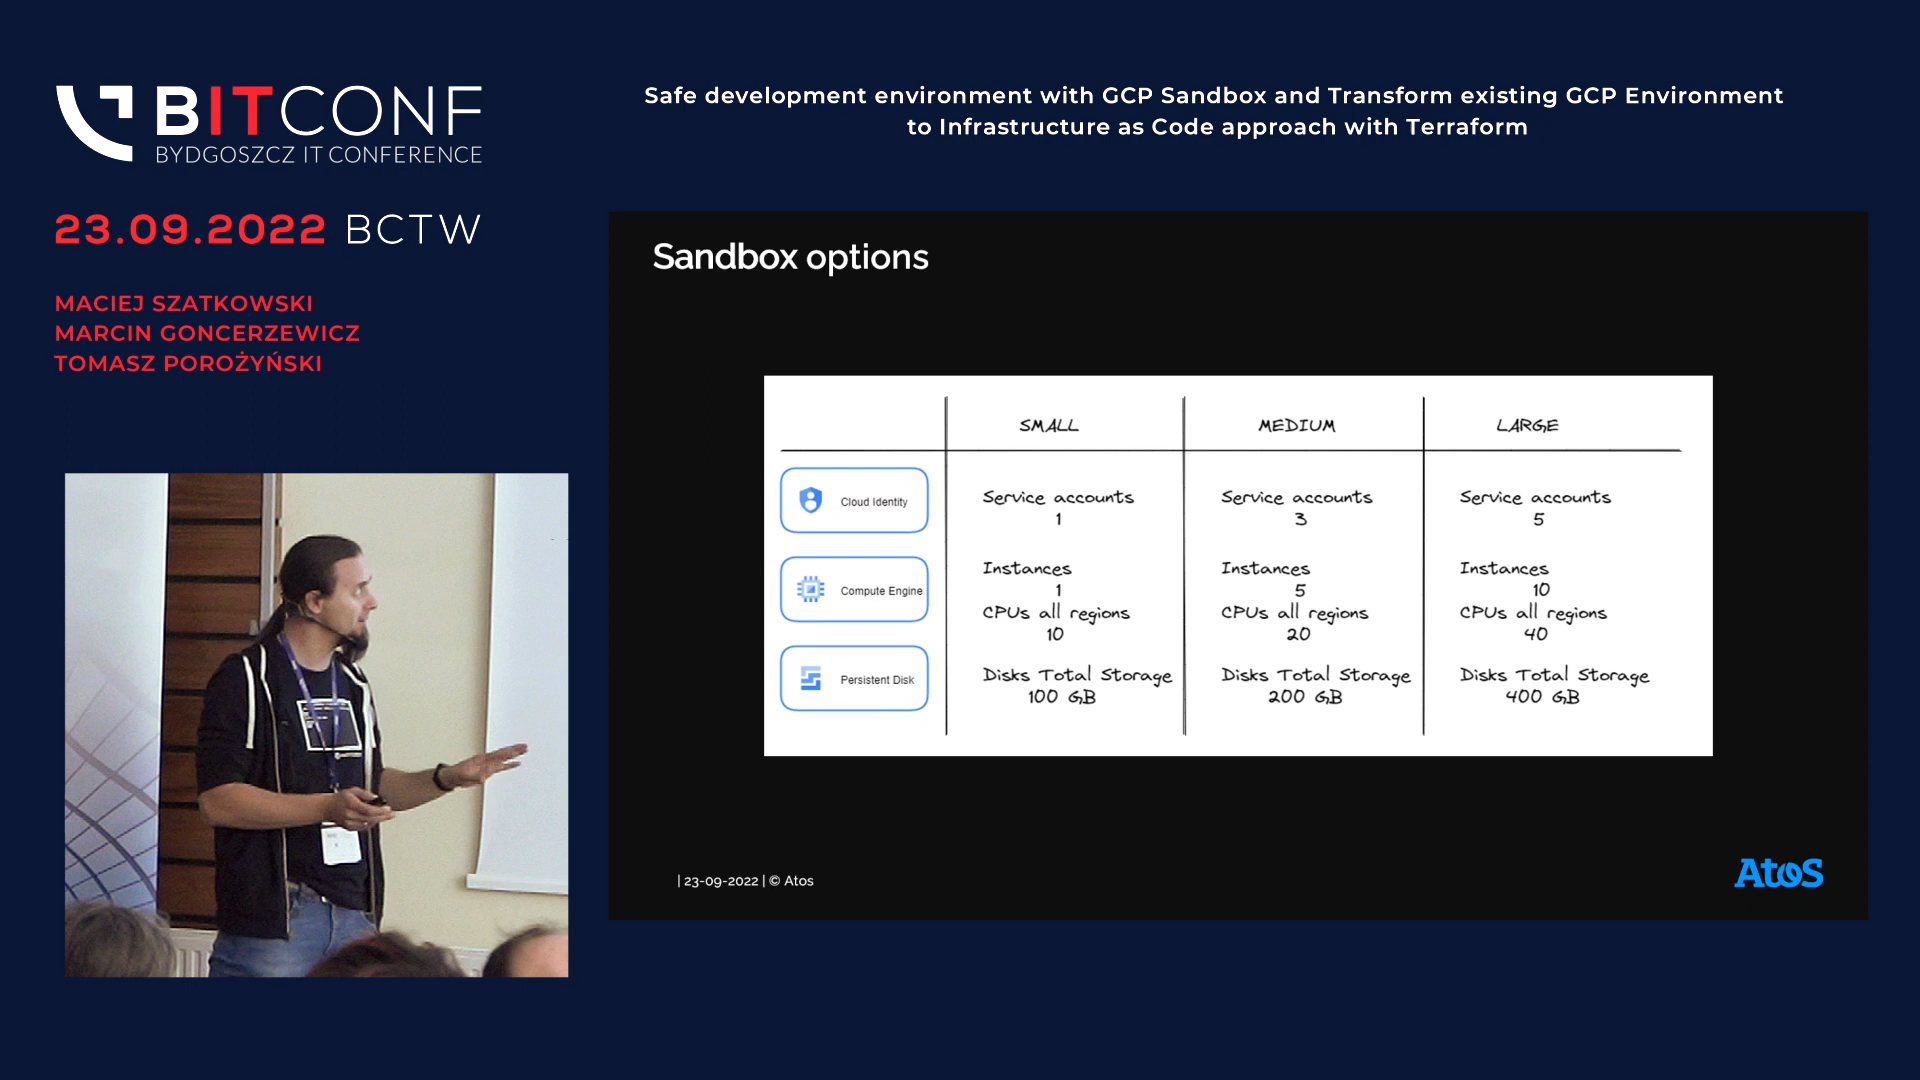 BITCONF
BYDGOSZCZ IT CONFERENCE
23.09.2022 BCTW
MACIEJ SZATKOWSKI
MARCIN GONCERZEWICZ
TOMASZ POROŻYŃSKI
Safe development environment with GCP Sandbox and Transform existing GCP Environment
to Infrastructure as Code approach with Terraform
Sandbox options
SMALL MEDIUM LARGE
Cloud Identity
Service accounts Service accounts Service accounts
1 3 5
Compute Engine
Instances Instances Instances
1 5 10
CPUs all regions CPUs all regions CPUs all regions
10 20 40
Persistent Disk
Disks Total Storage Disks Total Storage Disks Total Storage
100 GB 200 GB 400 GB
| 23-09-2022 | © Atos
Atos